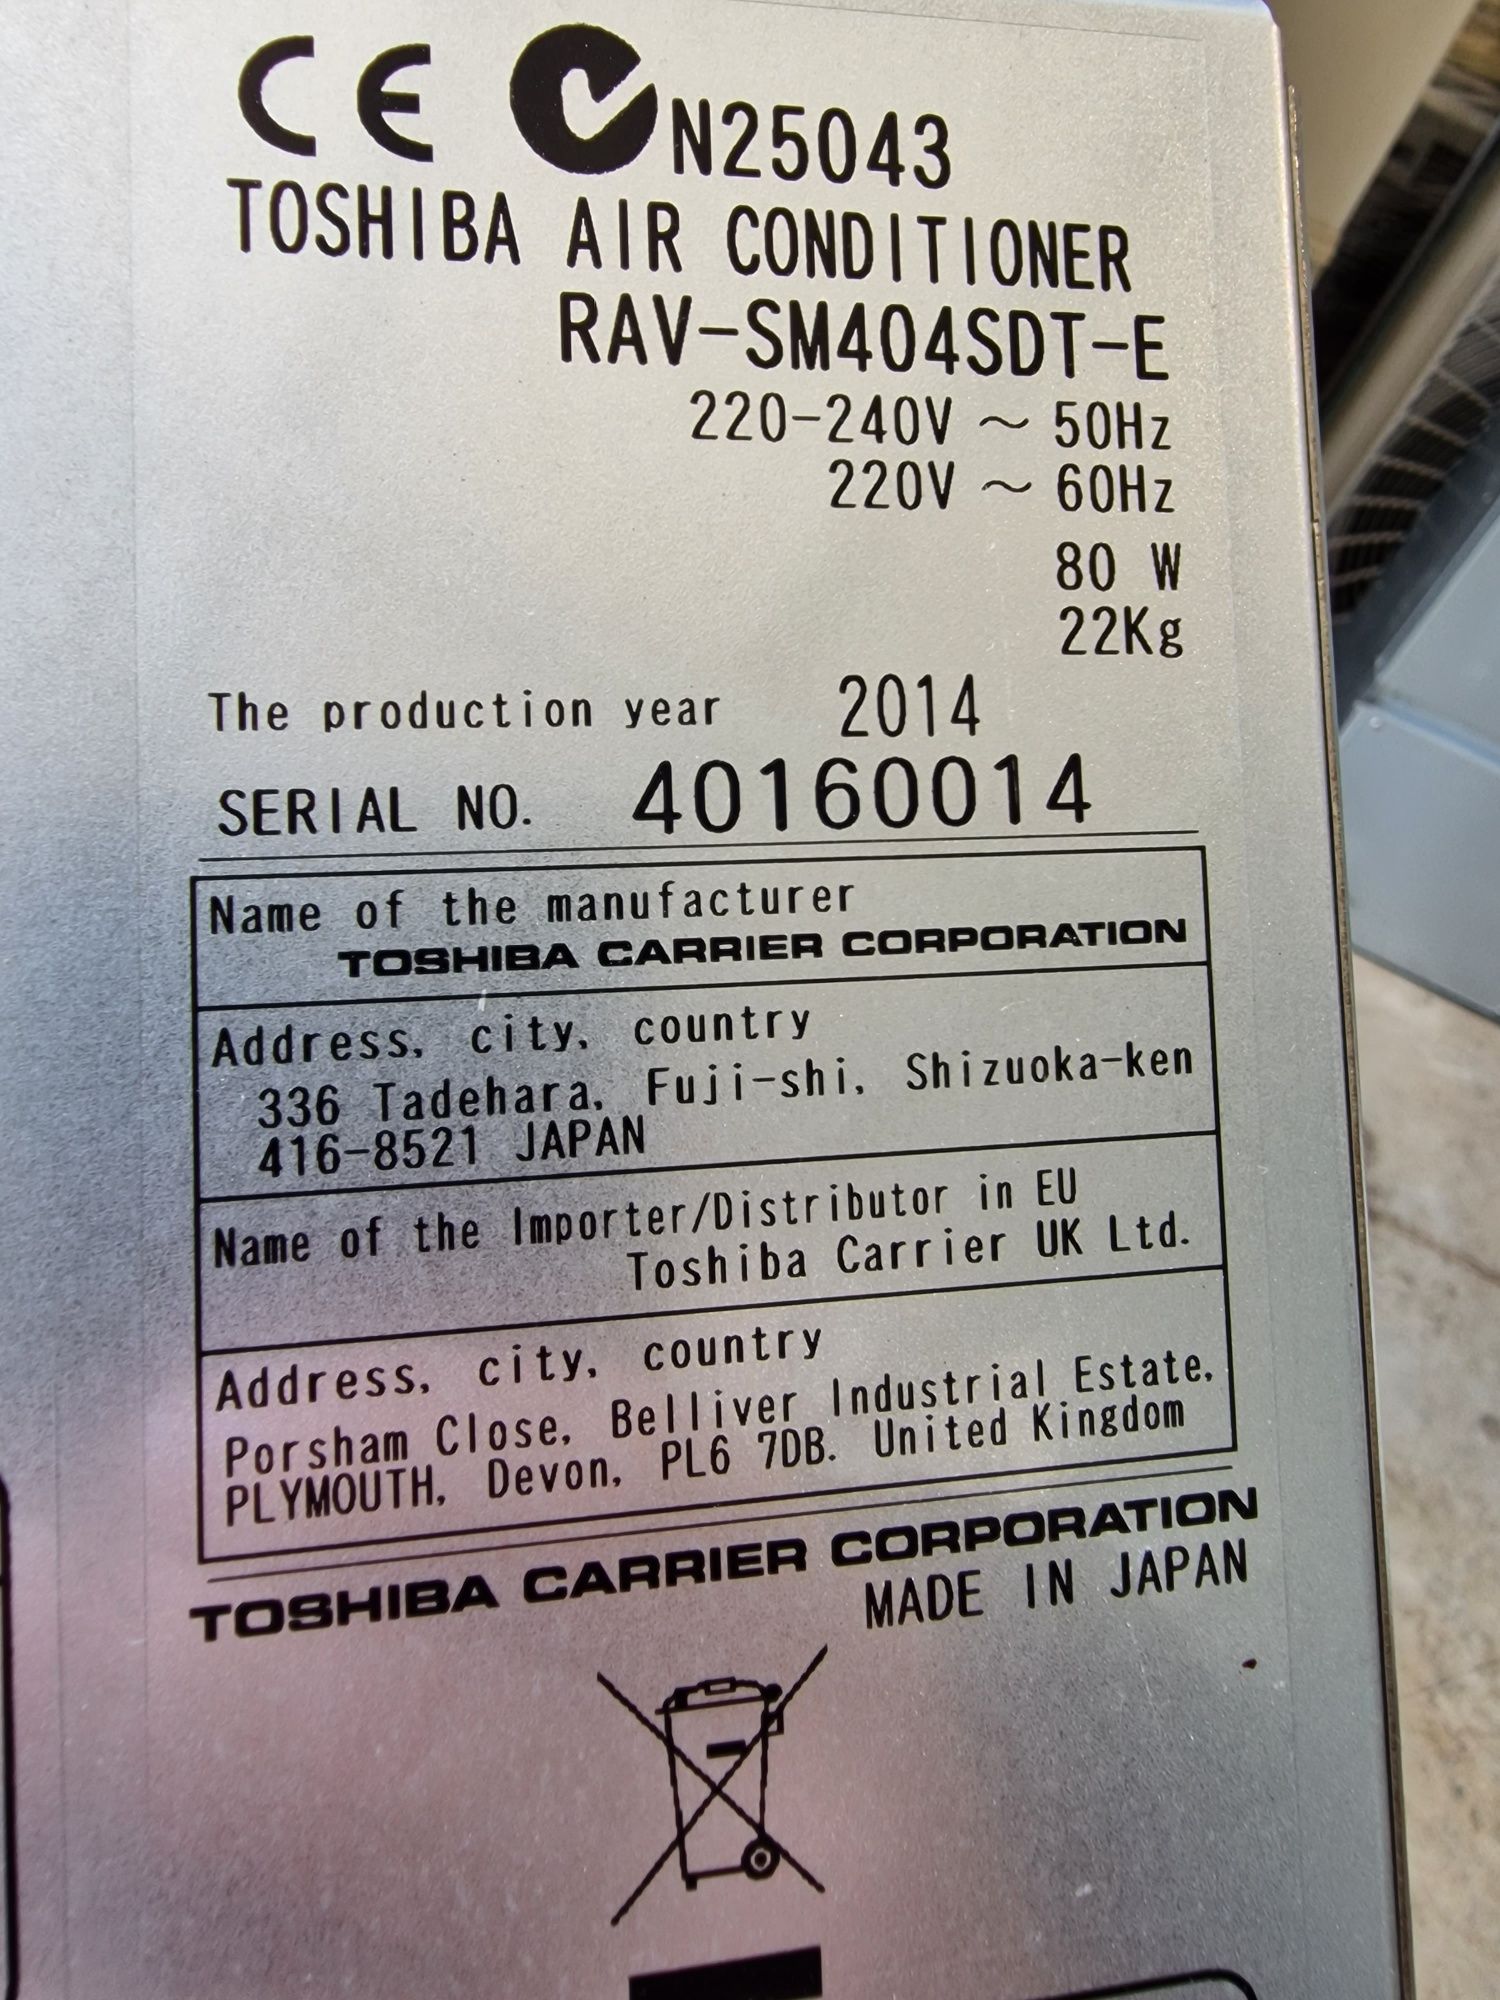 CE N25043
TOSHIBA AIR CONDITIONER
RAV-SM404SDT-E
220-240V ～ 50Hz
220V ～ 60Hz
80 W
22Kg
The production year 2014
SERIAL NO. 40160014
Name of the manufacturer
TOSHIBA CARRIER CORPORATION
Address, city, country
336 Tadehara, Fuji-shi, Shizuoka-ken
416-8521 JAPAN
Name of the Importer/Distributor in EU
Toshiba Carrier UK Ltd.
Address, city, country
Porsham Close, Belliver Industrial Estate,
PLYMOUTH, Devon, PL6 7DB. United Kingdom
TOSHIBA CARRIER CORPORATION
MADE IN JAPAN